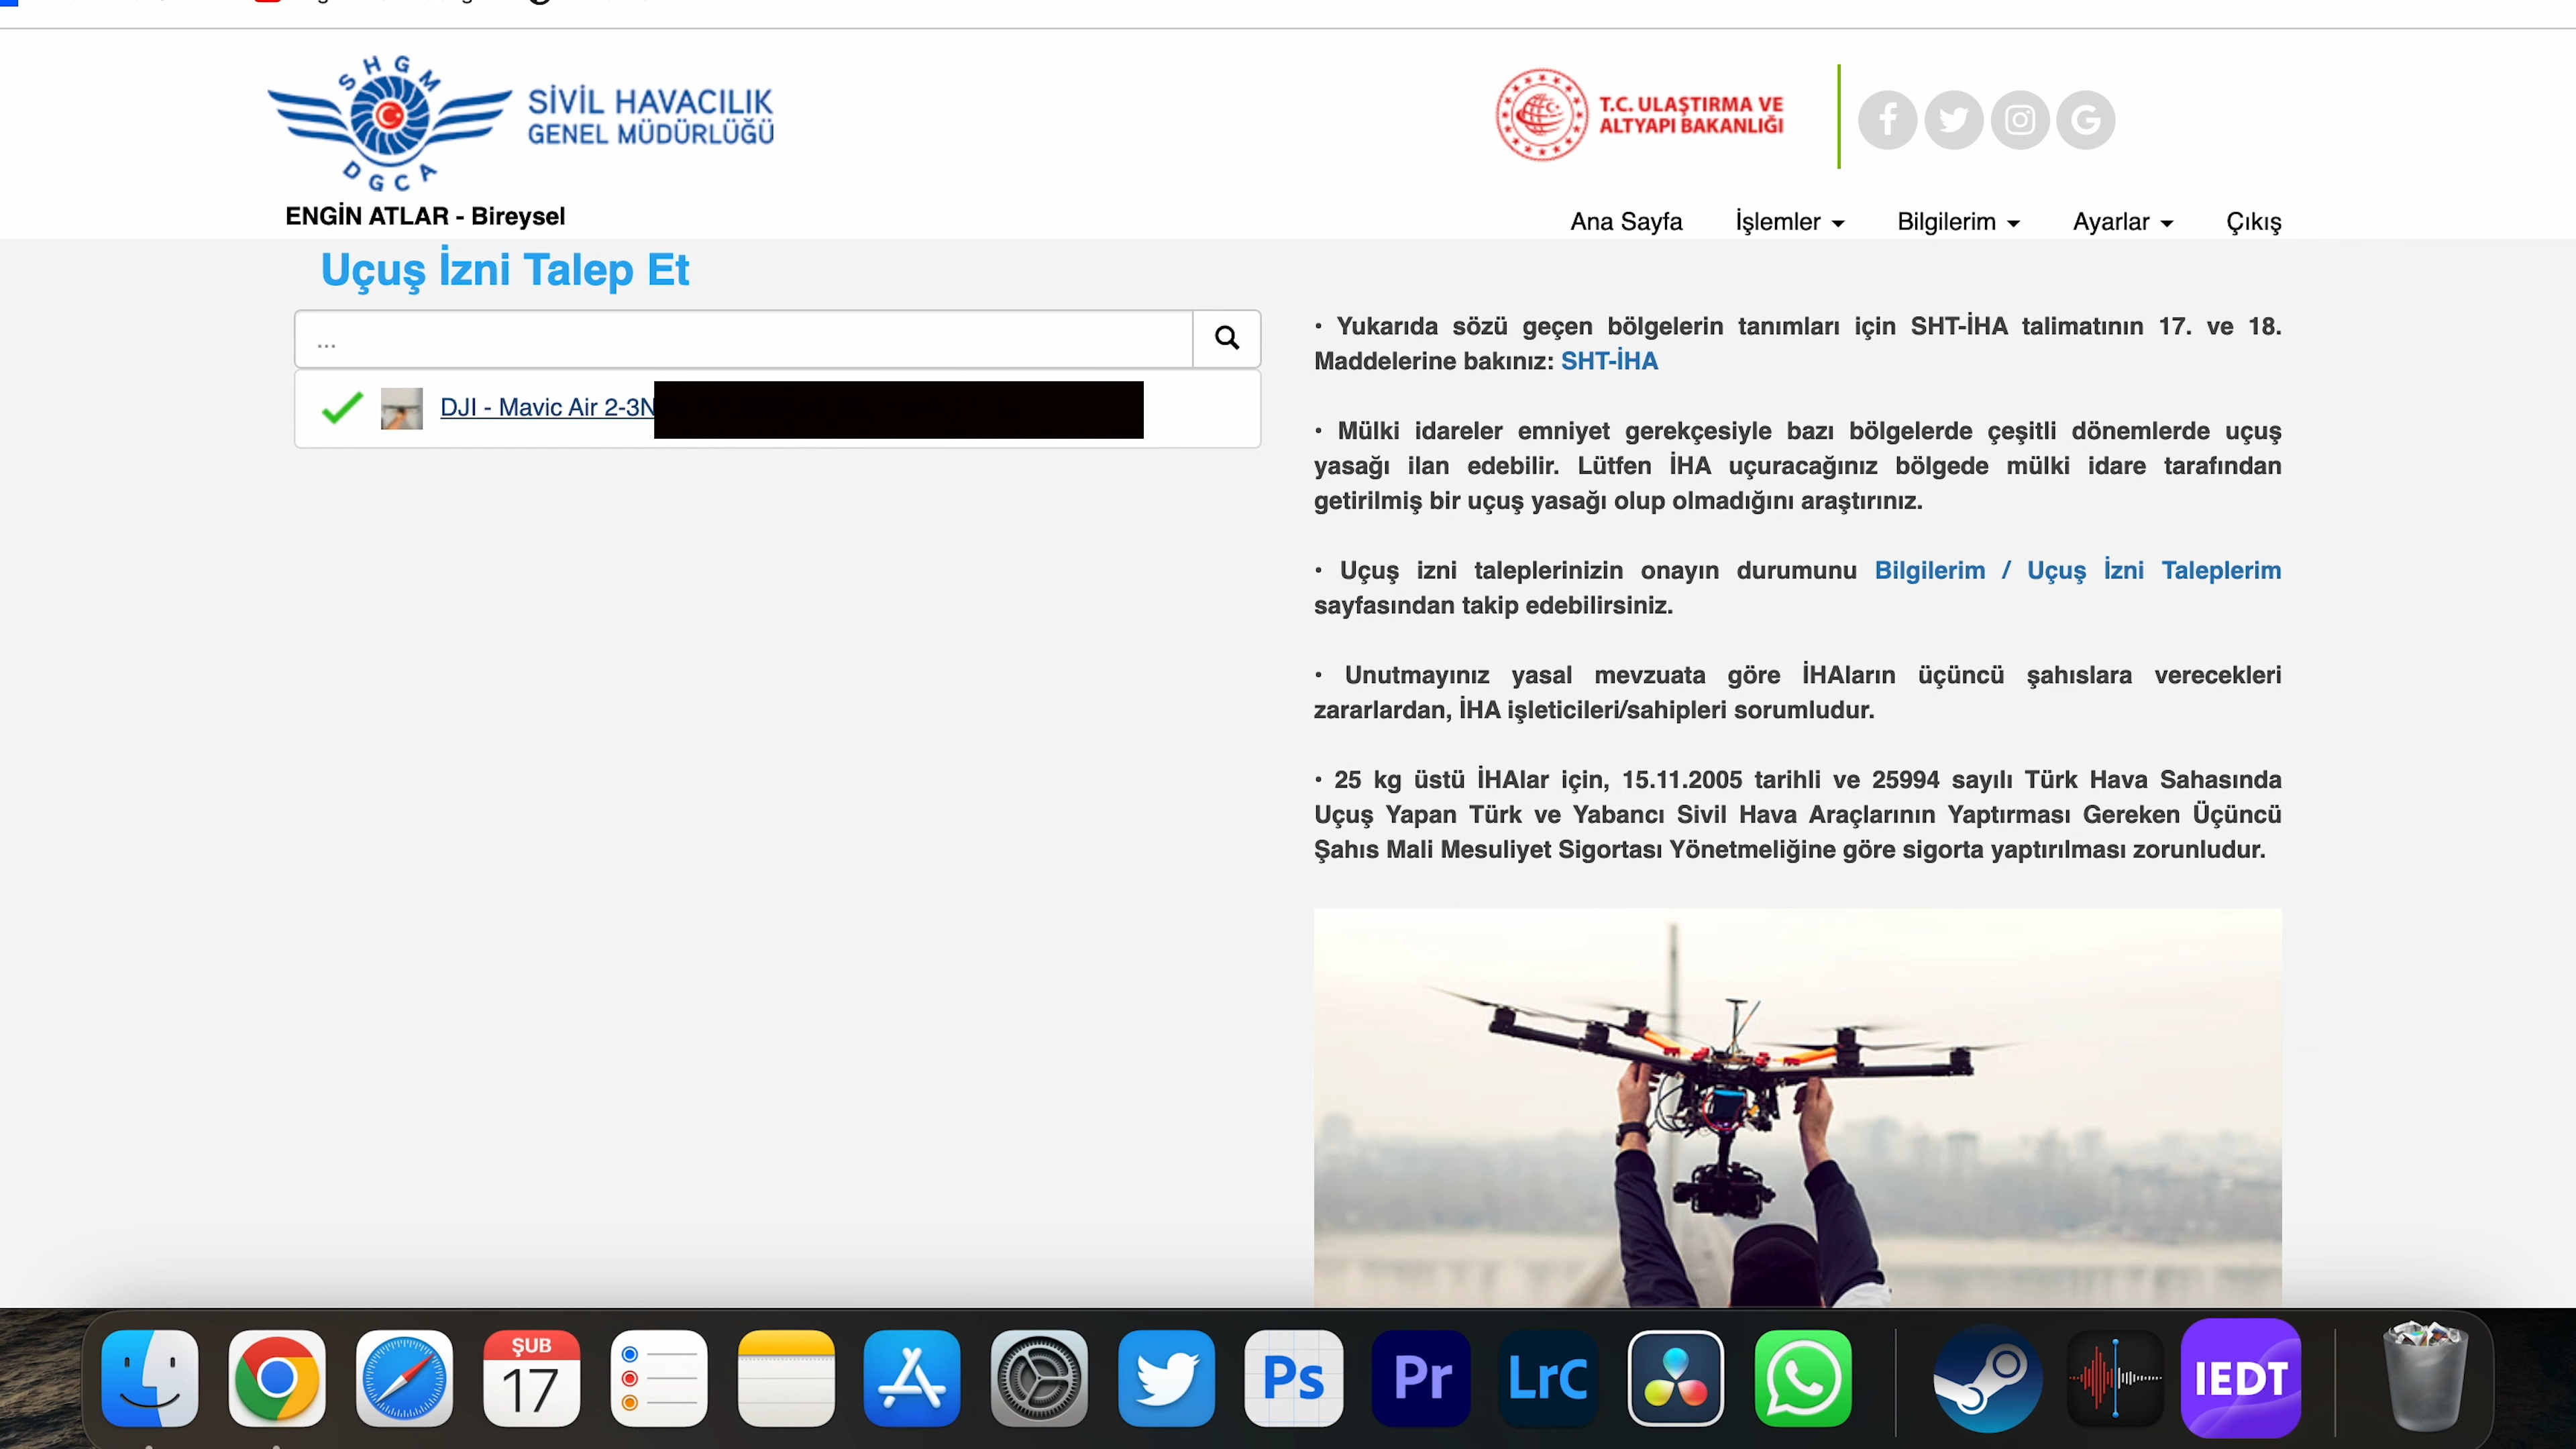 SHGM
DGCA
SİVİL HAVACILIK
GENEL MÜDÜRLÜĞÜ
T.C. ULAŞTIRMA VE
ALTYAPI BAKANLIĞI
ENGİN ATLAR - Bireysel
Ana Sayfa İşlemler Bilgilerim Ayarlar Çıkış
Uçuş İzni Talep Et
...
DJI - Mavic Air 2-3N
• Yukarıda sözü geçen bölgelerin tanımları için SHT-İHA talimatının 17. ve 18.
Maddelerine bakınız: SHT-İHA
• Mülki idareler emniyet gerekçesiyle bazı bölgelerde çeşitli dönemlerde uçuş
yasağı ilan edebilir. Lütfen İHA uçuracağınız bölgede mülki idare tarafından
getirilmiş bir uçuş yasağı olup olmadığını araştırınız.
• Uçuş izni taleplerinizin onayın durumunu Bilgilerim / Uçuş İzni Taleplerim
sayfasından takip edebilirsiniz.
• Unutmayınız yasal mevzuata göre İHAların üçüncü şahıslara verecekleri
zararlardan, İHA işleticileri/sahipleri sorumludur.
• 25 kg üstü İHAlar için, 15.11.2005 tarihli ve 25994 sayılı Türk Hava Sahasında
Uçuş Yapan Türk ve Yabancı Sivil Hava Araçlarının Yaptırması Gereken Üçüncü
Şahıs Mali Mesuliyet Sigortası Yönetmeliğine göre sigorta yaptırılması zorunludur.
ŞUB
17
Ps
Pr
LrC
IEDT